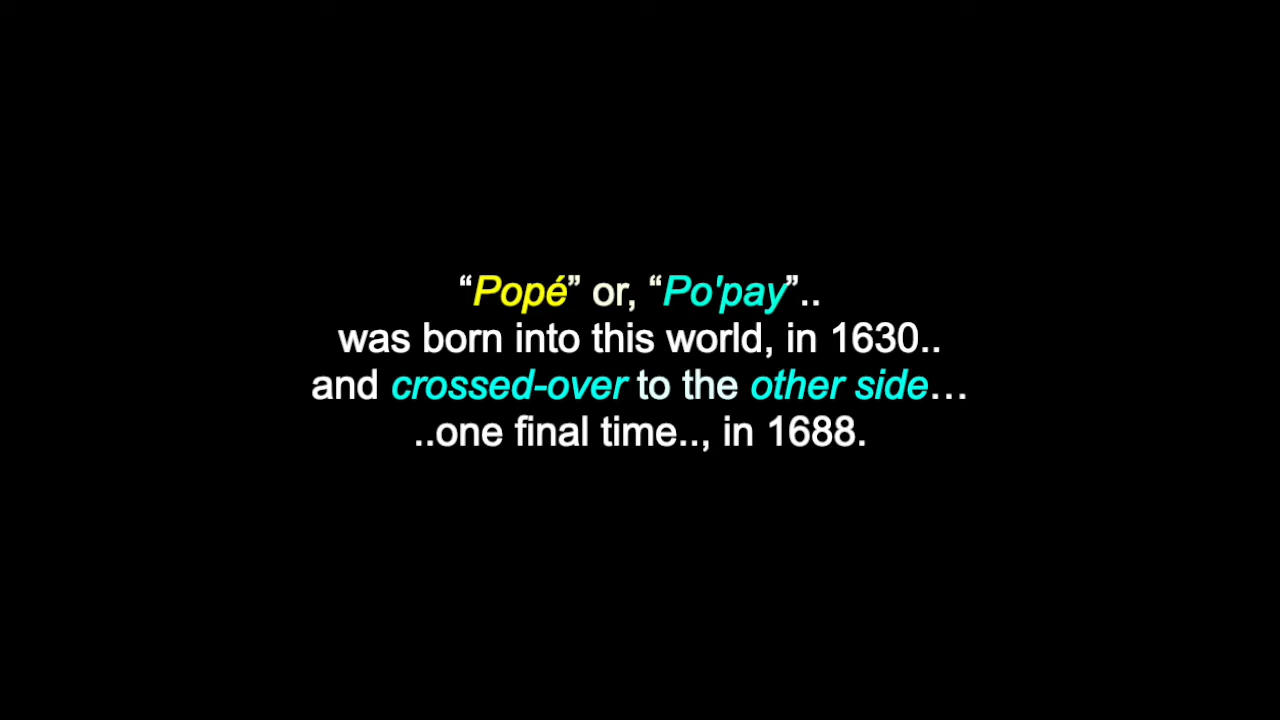 “Popé” or, “Po'pay”..
was born into this world, in 1630..
and crossed-over to the other side…
..one final time.., in 1688.